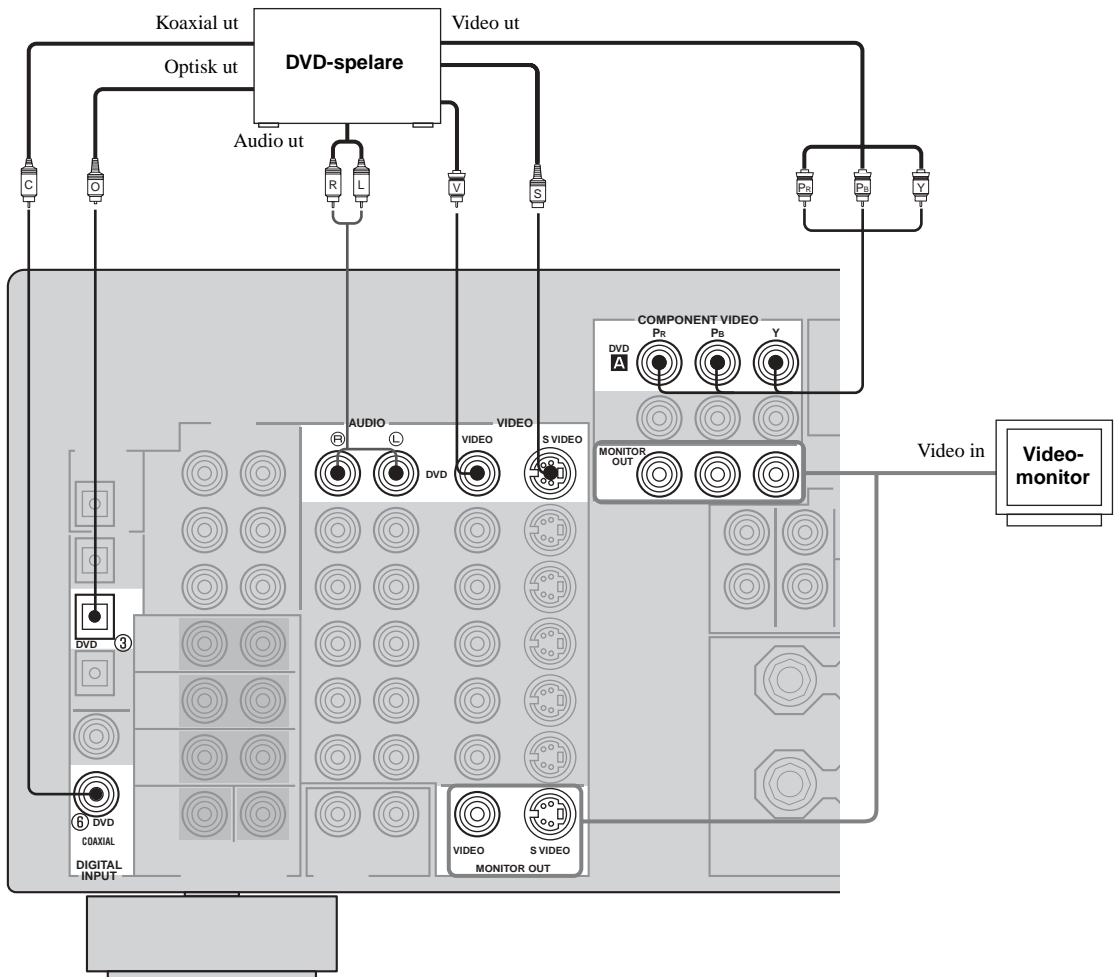 Koaxial ut
Video ut
DVD-spelare
Optisk ut
Audio ut
C
O
R
L
V
S
PR
PB
Y
COMPONENT VIDEO
PR
PB
Y
DVD
A
AUDIO
VIDEO
R
L
VIDEO
S VIDEO
DVD
MONITOR
OUT
Video in
Video-
monitor
DVD
③
⑥ DVD
COAXIAL
DIGITAL
INPUT
VIDEO
S VIDEO
MONITOR OUT